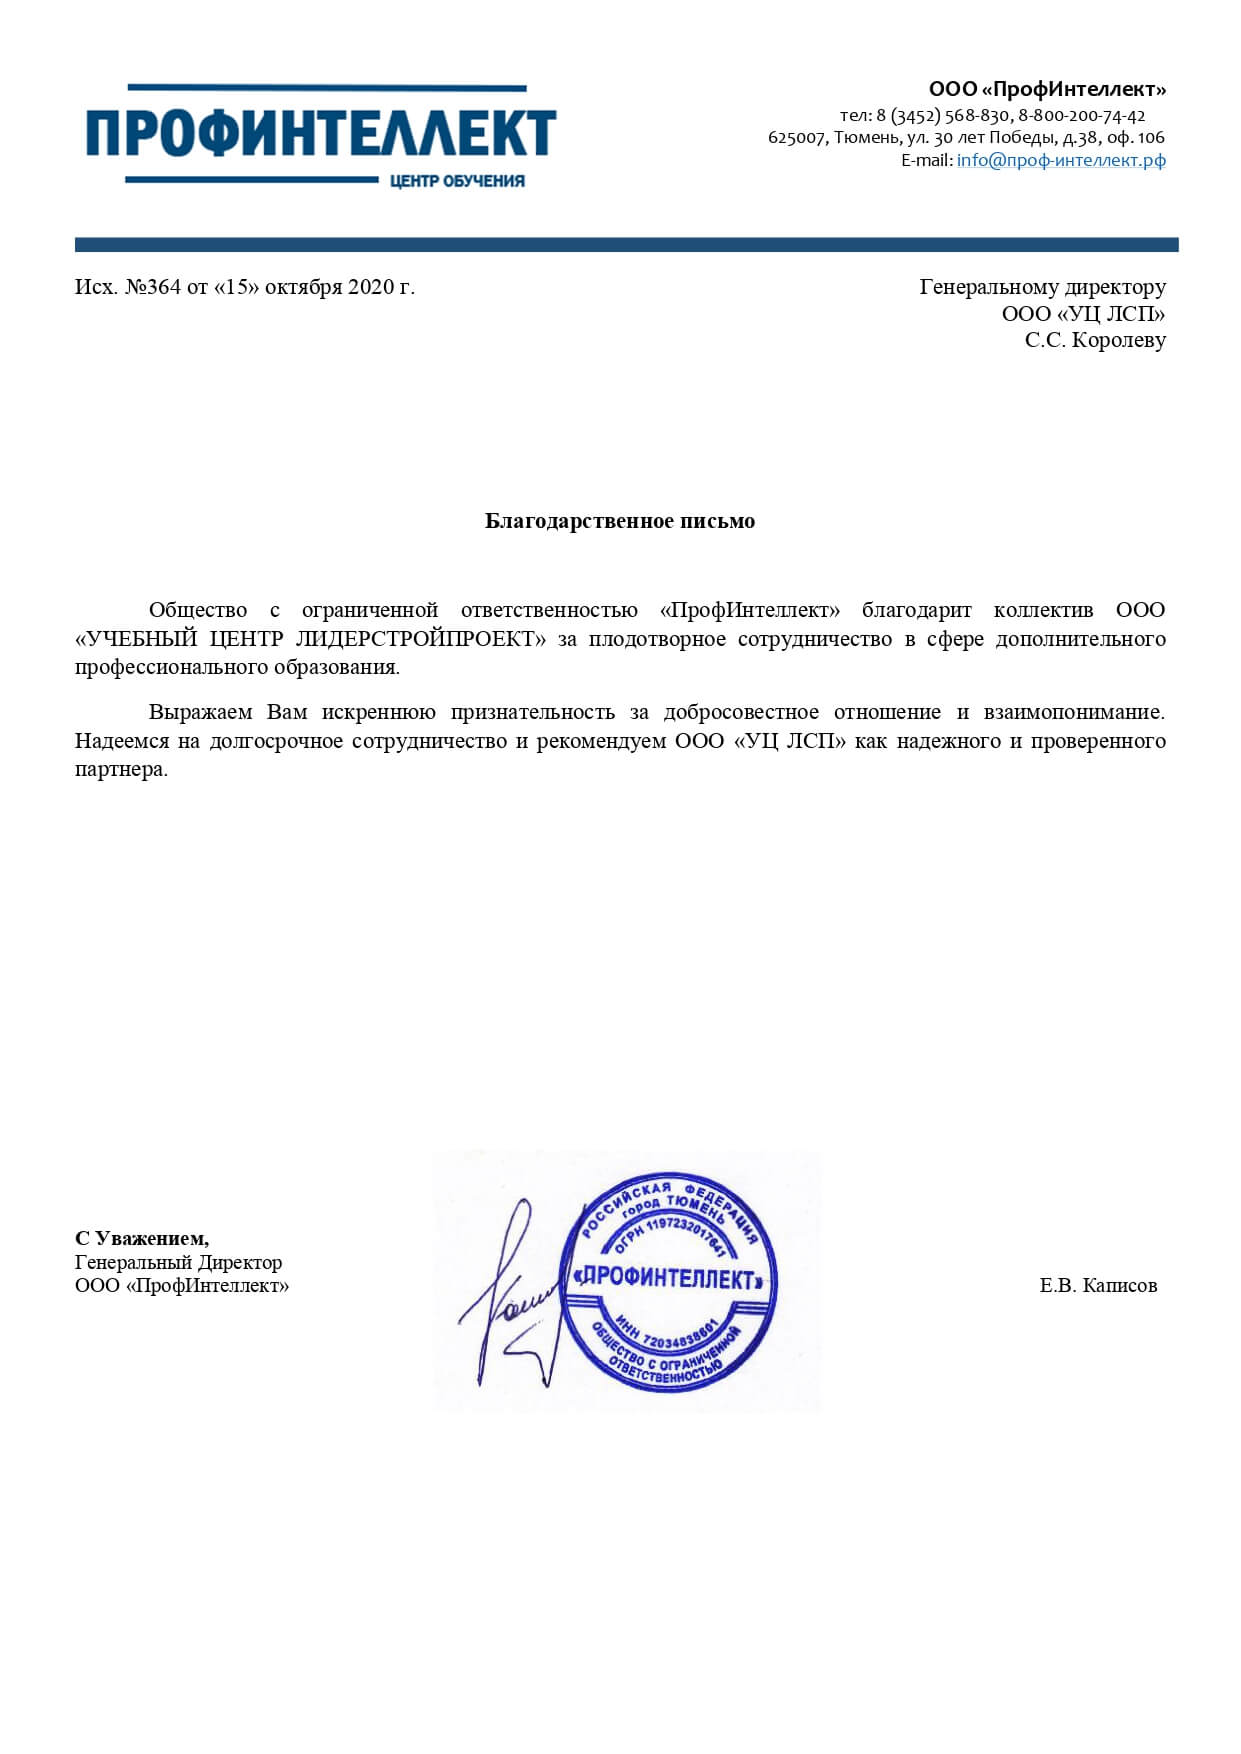 ПРОФИНТЕЛЛЕКТ
ЦЕНТР ОБУЧЕНИЯ
ООО «ПрофИнтеллект»
тел: 8 (3452) 568-830, 8-800-200-74-42
625007, Тюмень, ул. 30 лет Победы, д.38, оф. 106
E-mail: info@проф-интеллект.рф
Исх. №364 от «15» октября 2020 г.
Генеральному директору
ООО «УЦ ЛСП»
С.С. Королеву
Благодарственное письмо
Общество с ограниченной ответственностью «ПрофИнтеллект» благодарит коллектив ООО
«УЧЕБНЫЙ ЦЕНТР ЛИДЕРСТРОЙПРОЕКТ» за плодотворное сотрудничество в сфере дополнительного
профессионального образования.
Выражаем Вам искреннюю признательность за добросовестное отношение и взаимопонимание.
Надеемся на долгосрочное сотрудничество и рекомендуем ООО «УЦ ЛСП» как надежного и проверенного
партнера.
С Уважением,
Генеральный Директор
ООО «ПрофИнтеллект»
РОССИЙСКАЯ ФЕДЕРАЦИЯ
город ТЮМЕНЬ
ОГРН 1197232017641
«ПРОФИНТЕЛЛЕКТ»
ИНН 72034838601
ОБЩЕСТВО С ОГРАНИЧЕННОЙ
ОТВЕТСТВЕННОСТЬЮ
Е.В. Каписов